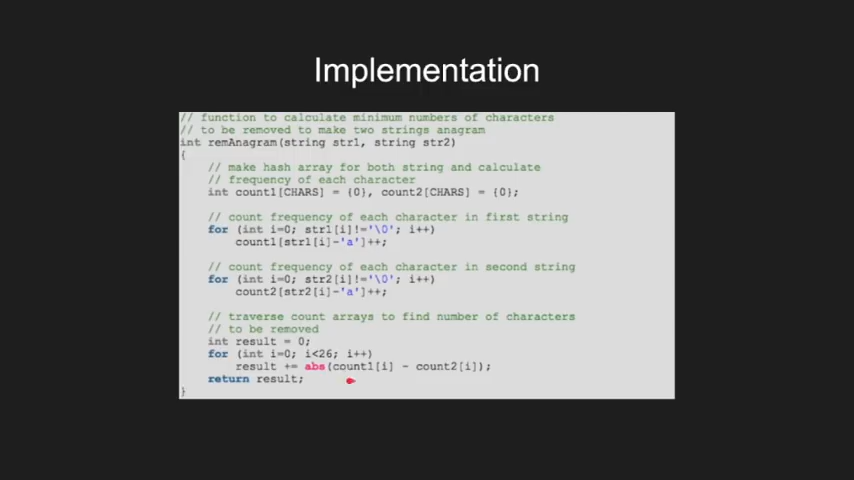 Implementation
// function to calculate minimum numbers of characters
// to be removed to make two strings anagram
int remAnagram(string str1, string str2)
{
// make hash array for both string and calculate
// frequency of each character
int count1[CHARS] = {0}, count2[CHARS] = {0};
// count frequency of each character in first string
for (int i=0; str1[i]!='\0'; i++)
count1[str1[i]-'a']++;
// count frequency of each character in second string
for (int i=0; str2[i]!='\0'; i++)
count2[str2[i]-'a']++;
// traverse count arrays to find number of characters
// to be removed
int result = 0;
for (int i=0; i<26; i++)
result += abs(count1[i] - count2[i]);
return result;
}